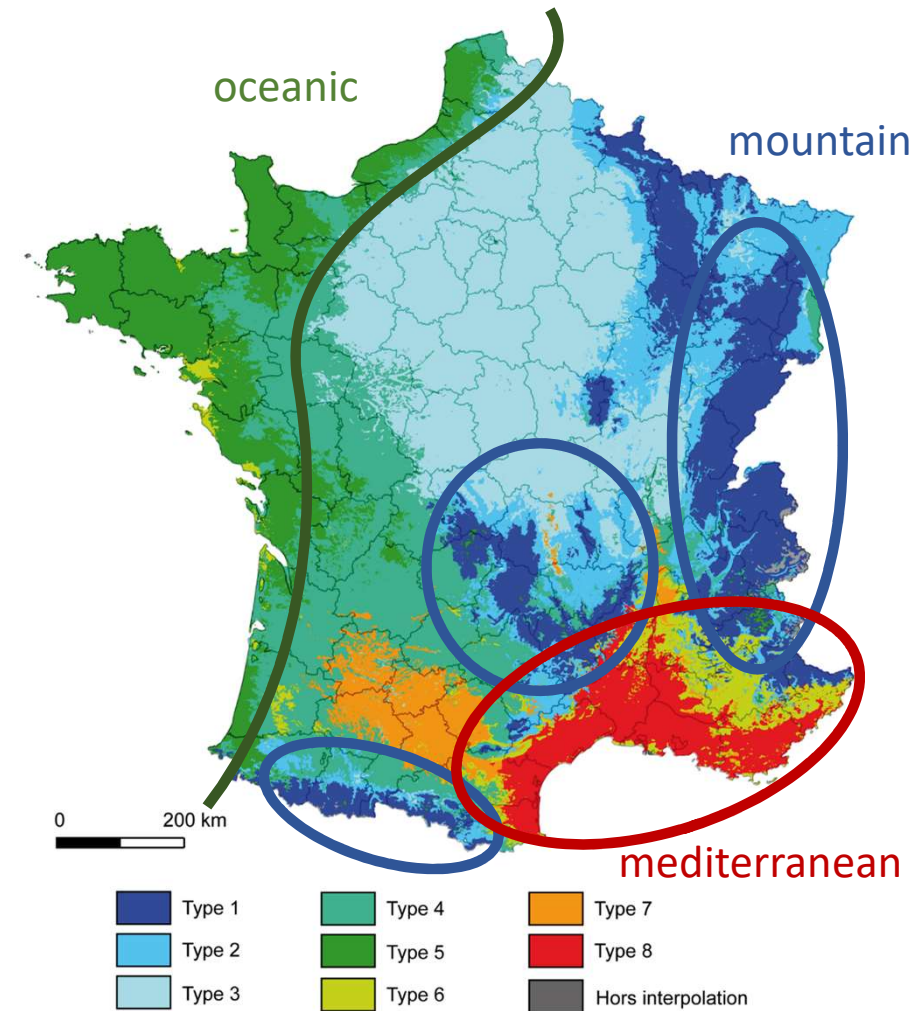 oceanic
mountain
0 200 km
mediterranean
Type 1 Type 4 Type 7
Type 2 Type 5 Type 8
Type 3 Type 6 Hors interpolation